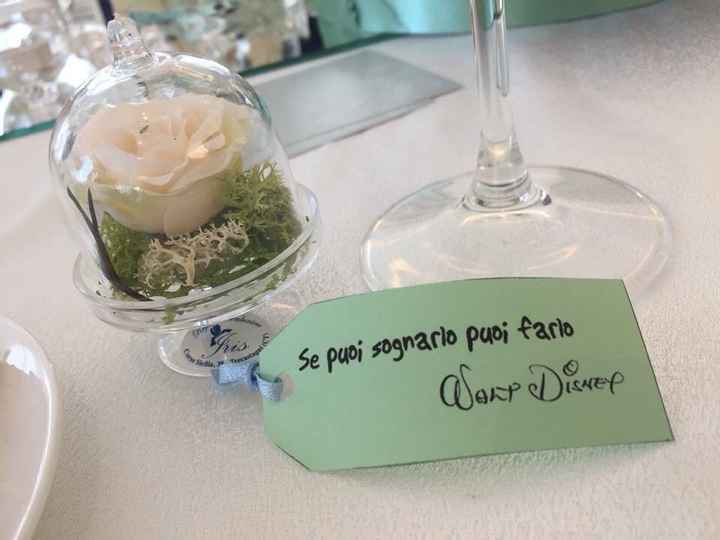 Iris
Se puoi sognarlo puoi farlo
Walt Disney